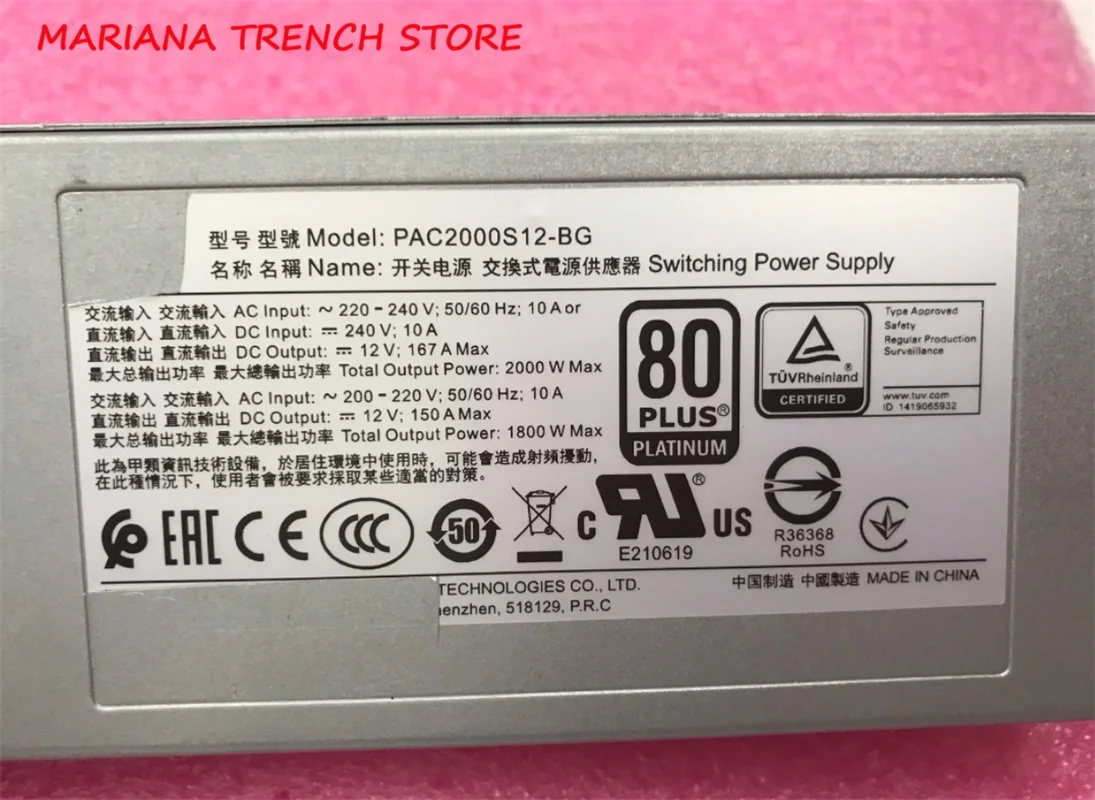 MARIANA TRENCH STORE
型号 型號 Model: PAC2000S12-BG
名称 名稱 Name: 开关电源 交換式電源供應器 Switching Power Supply
交流输入 交流輸入 AC Input: ~ 220 - 240 V; 50/60 Hz; 10 A or
直流输入 直流輸入 DC Input: ⎓ 240 V; 10 A
直流输出 直流輸出 DC Output: ⎓ 12 V; 167 A Max
最大总输出功率 最大總輸出功率 Total Output Power: 2000 W Max
交流输入 交流輸入 AC Input: ~ 200 - 220 V; 50/60 Hz; 10 A
直流输出 直流輸出 DC Output: ⎓ 12 V; 150 A Max
最大总输出功率 最大總輸出功率 Total Output Power: 1800 W Max
此為甲類資訊技術設備，於居住環境中使用時，可能會造成射頻擾動，
在此種情況下，使用者會被要求採取某些適當的對策。
80
PLUS®
PLATINUM
®
TÜVRheinland
CERTIFIED
Type Approved
Safety
Regular Production
Surveillance
www.tuv.com
ID 1419065932
EAC
CE
CCC
50
C RU® US
E210619
R36368
RoHS
TECHNOLOGIES CO., LTD.
enzhen, 518129, P.R.C
中国制造 中國製造 MADE IN CHINA